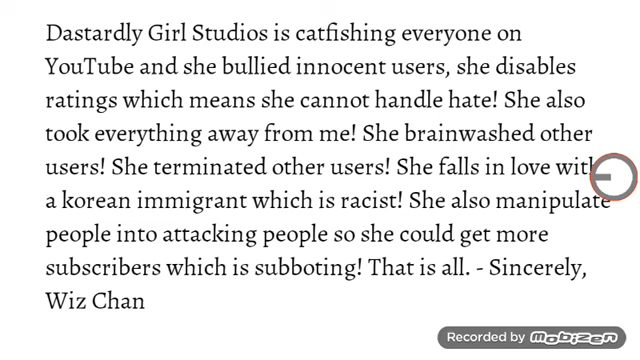 Dastardly Girl Studios is catfishing everyone on
YouTube and she bullied innocent users, she disables
ratings which means she cannot handle hate! She also
took everything away from me! She brainwashed other
users! She terminated other users! She falls in love with
a korean immigrant which is racist! She also manipulate
people into attacking people so she could get more
subscribers which is subboting! That is all. - Sincerely,
Wiz Chan
Recorded by mobizen